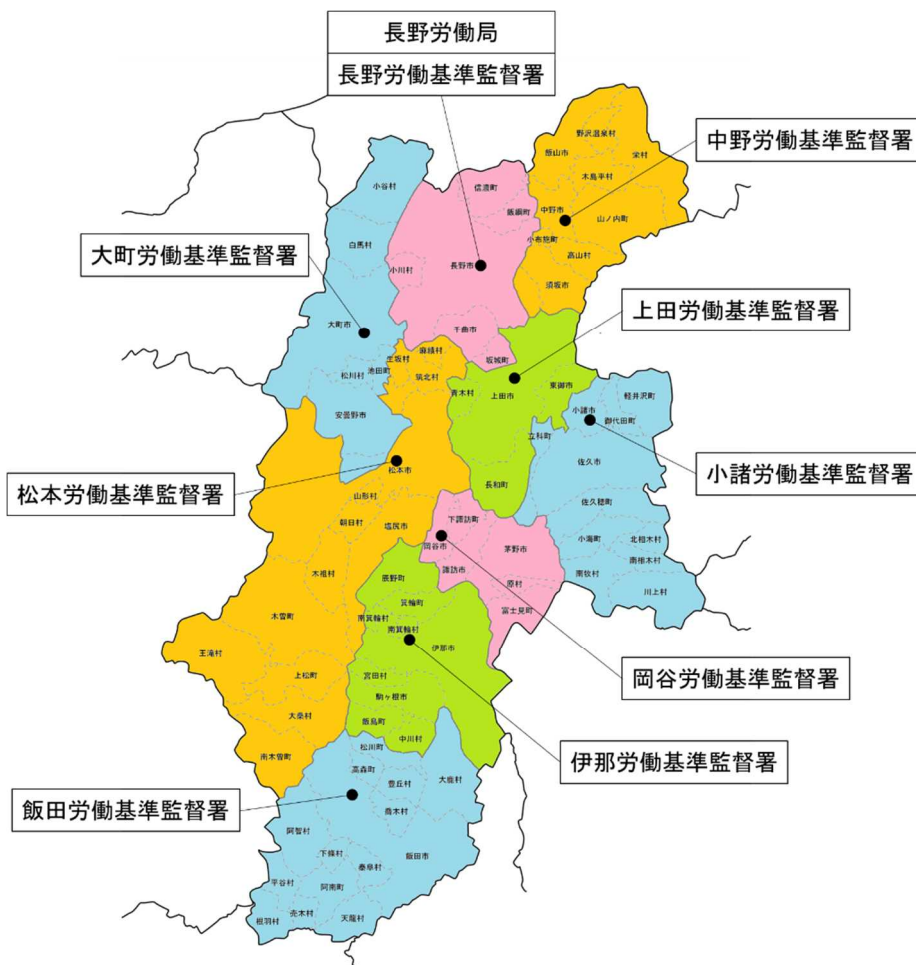 長野労働局
長野労働基準監督署
中野労働基準監督署
大町労働基準監督署
上田労働基準監督署
松本労働基準監督署
小諸労働基準監督署
岡谷労働基準監督署
伊那労働基準監督署
飯田労働基準監督署
野沢温泉村
飯山市
栄村
木島平村
中野市
山ノ内町
小布施町
高山村
須坂市
信濃町
飯綱町
小川村
長野市
千曲市
坂城町
小谷村
白馬村
大町市
松川村
池田町
安曇野市
生坂村
麻績村
筑北村
松本市
山形村
朝日村
塩尻市
木祖村
木曽町
王滝村
上松町
大桑村
南木曽町
青木村
上田市
東御市
立科町
長和町
小諸市
軽井沢町
御代田町
佐久市
佐久穂町
小海町
北相木村
南相木村
南牧村
川上村
下諏訪町
岡谷市
諏訪市
茅野市
原村
富士見町
辰野町
箕輪町
南箕輪村
南箕輪村
伊那市
宮田村
駒ヶ根市
飯島町
中川村
松川町
高森町
豊丘村
大鹿村
喬木村
阿智村
下條村
泰阜村
飯田市
平谷村
阿南町
売木村
根羽村
天龍村